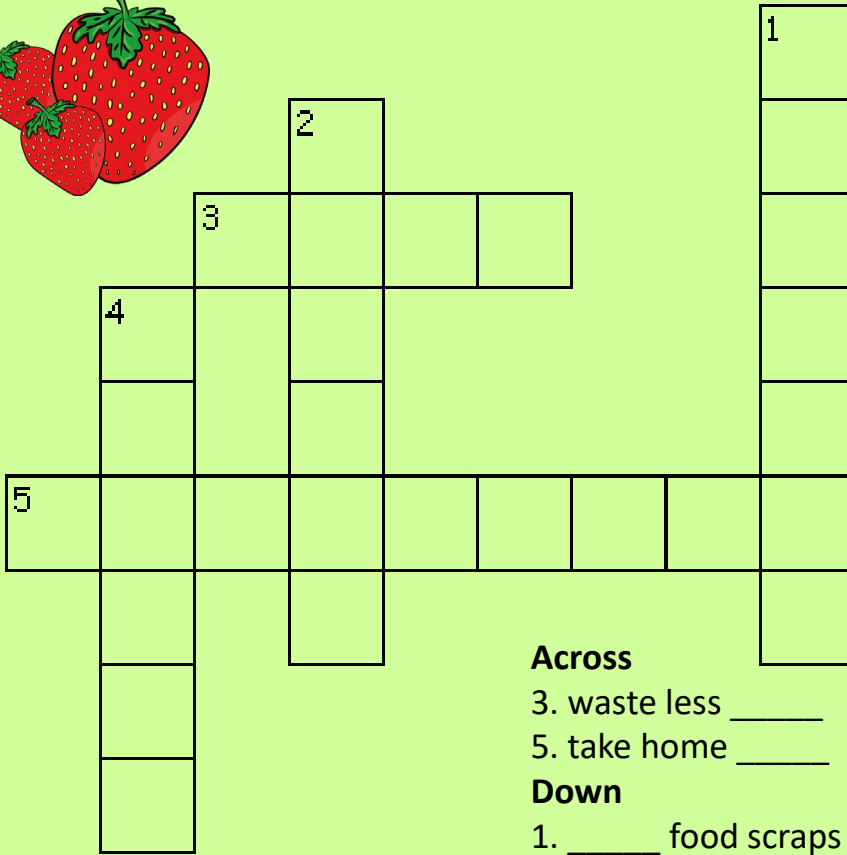 1
2
3
4
5
Across
3. waste less _____
5. take home _____
Down
1. _____ food scraps